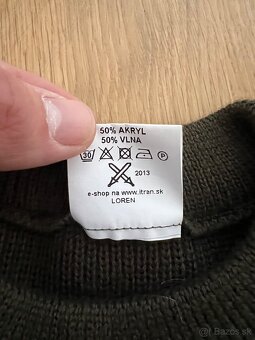 50% AKRYL
50% VLNA
30 P
2013
e-shop na www.itran.sk
LOREN
Bazos.sk